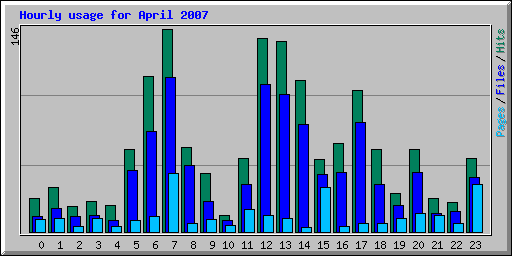 Hourly usage for April 2007
146
Pages / Files / Hits
0 1 2 3 4 5 6 7 8 9 10 11 12 13 14 15 16 17 18 19 20 21 22 23